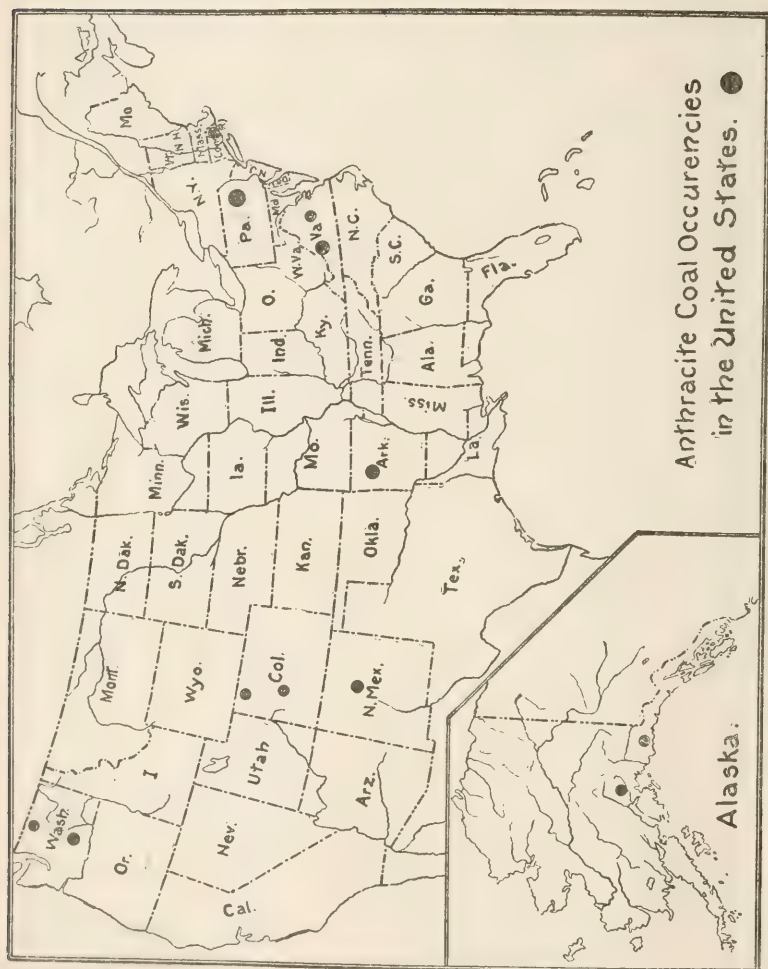 Wash.
Or.
Cal.
Nev.
I
Mont.
Wyo.
Utah
Arz.
Col.
N. Mex.
N. Dak.
S. Dak.
Nebr.
Kan.
Okla.
Tex.
Minn.
Ia.
Mo.
Ark.
La.
Wis.
Ill.
Mich.
Ind.
O.
Ky.
Tenn.
Miss.
Ala.
Ga.
Fla.
S.C.
N.C.
Va.
W.Va.
Md.
Pa.
N.Y.
Vt.
N.H.
Mass.
Mo
Alaska.
Anthracite Coal Occurencies
in the United States.